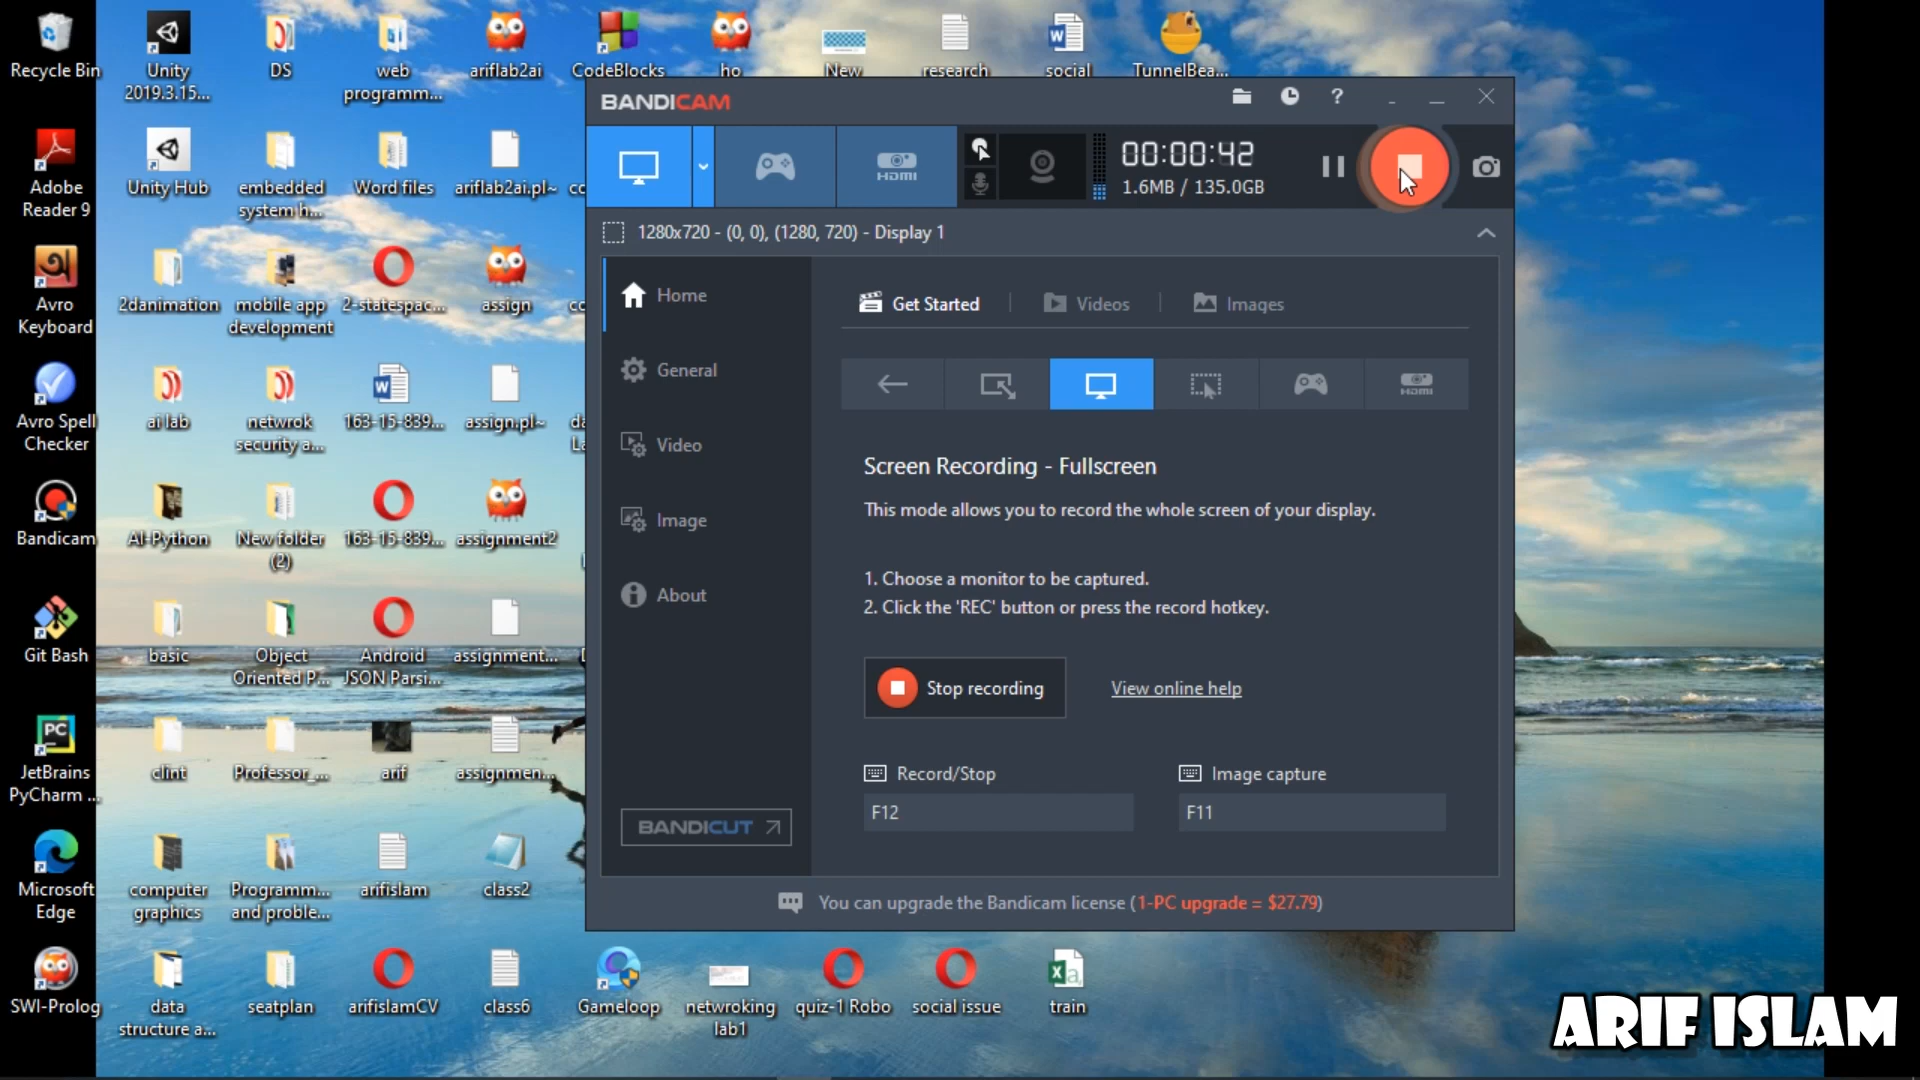 Recycle Bin
Unity
2019.3.15...
DS
web
programm...
ariflab2ai
CodeBlocks
ho
New
research
social
TunnelBea...
Adobe
Reader 9
Unity Hub
embedded
system h...
Word files
ariflab2ai.pl~
Avro
Keyboard
2danimation
mobile app
development
2-statespac...
assign
Avro Spell
Checker
ai lab
netwrok
security a...
163-15-839...
assign.pl~
Bandicam
AI-Python
New folder
(2)
163-15-839...
assignment2
Git Bash
basic
Object
Oriented P...
Android
JSON Parsi...
assignment...
JetBrains
PyCharm ...
clint
Professor_...
arif
assignmen...
Microsoft
Edge
computer
graphics
Programm...
and proble...
arifislam
class2
SWI-Prolog
data
structure a...
seatplan
arifislamCV
class6
Gameloop
netwroking
lab1
quiz-1 Robo
social issue
train
BANDICAM
?
HDMI
00:00:42
1.6MB / 135.0GB
1280x720 - (0, 0), (1280, 720) - Display 1
Home
General
Video
Image
About
BANDICUT
Get Started
Videos
Images
HDMI
Screen Recording - Fullscreen
This mode allows you to record the whole screen of your display.
1. Choose a monitor to be captured.
2. Click the 'REC' button or press the record hotkey.
Stop recording
View online help
Record/Stop
Image capture
F12
F11
You can upgrade the Bandicam license (1-PC upgrade = $27.79)
ARIF ISLAM